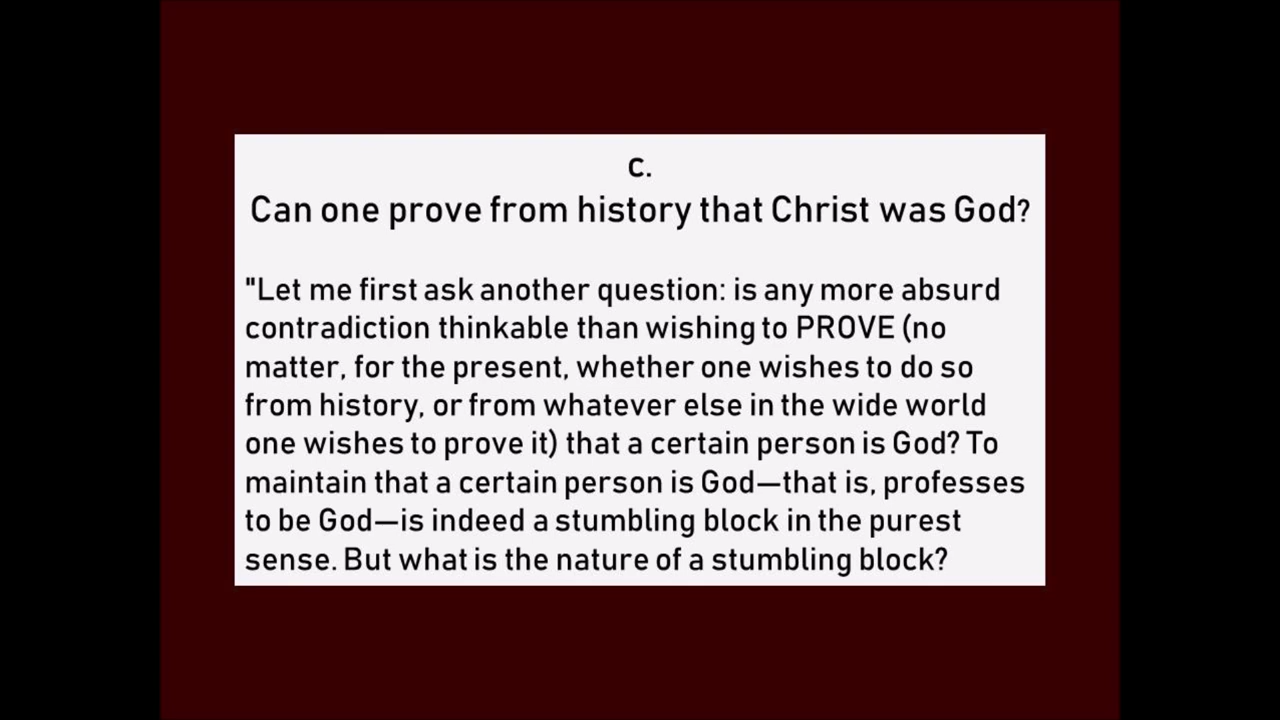 C.
Can one prove from history that Christ was God?
"Let me first ask another question: is any more absurd
contradiction thinkable than wishing to PROVE (no
matter, for the present, whether one wishes to do so
from history, or from whatever else in the wide world
one wishes to prove it) that a certain person is God? To
maintain that a certain person is God—that is, professes
to be God—is indeed a stumbling block in the purest
sense. But what is the nature of a stumbling block?